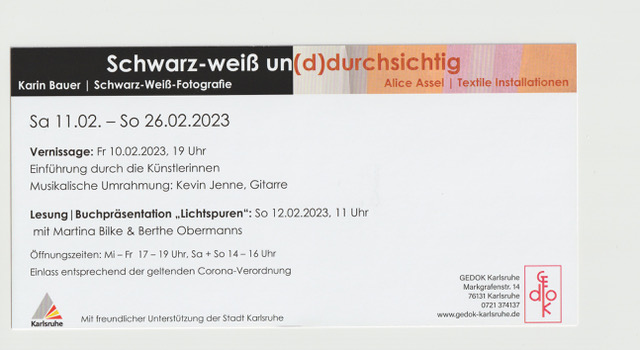 Schwarz-weiß un(d)durchsichtig
Karin Bauer | Schwarz-Weiß-Fotografie
Alice Assel | Textile Installationen
Sa 11.02. – So 26.02.2023
Vernissage: Fr 10.02.2023, 19 Uhr
Einführung durch die Künstlerinnen
Musikalische Umrahmung: Kevin Jenne, Gitarre
Lesung|Buchpräsentation „Lichtspuren“: So 12.02.2023, 11 Uhr
mit Martina Bilke & Berthe Obermanns
Öffnungszeiten: Mi – Fr 17 – 19 Uhr, Sa + So 14 – 16 Uhr
Einlass entsprechend der geltenden Corona-Verordnung
GEDOK Karlsruhe
Markgrafenstr. 14
76131 Karlsruhe
0721 374137
www.gedok-karlsruhe.de
GEdOK
Karlsruhe
Mit freundlicher Unterstützung der Stadt Karlsruhe